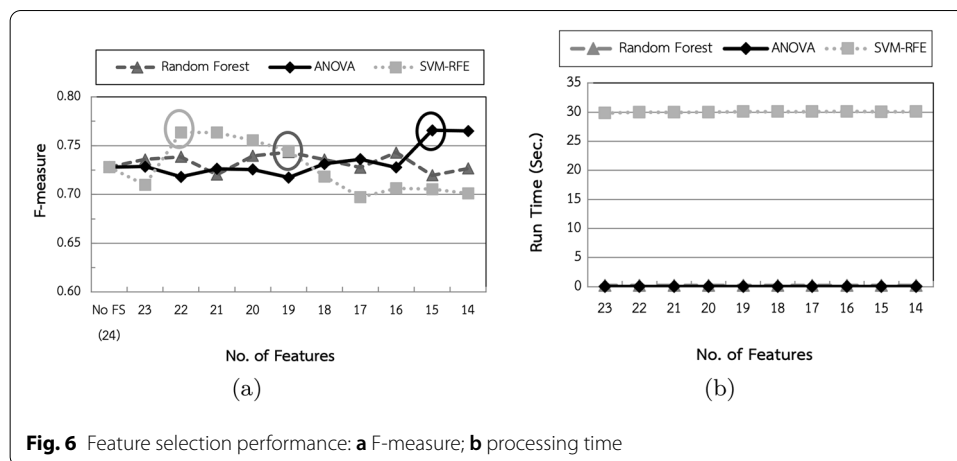 Random Forest ANOVA SVM-RFE
0.80
0.75
0.70
0.65
0.60
F-measure
No FS 23 22 21 20 19 18 17 16 15 14
(24)
No. of Features
(a)
Random Forest ANOVA SVM-RFE
35
30
25
20
15
10
5
0
Run Time (Sec.)
23 22 21 20 19 18 17 16 15 14
No. of Features
(b)
Fig. 6 Feature selection performance: a F-measure; b processing time